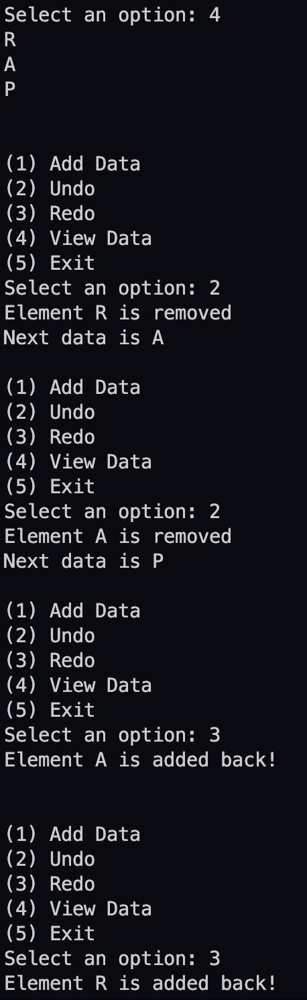 Select an option: 4
R
A
P
(1) Add Data
(2) Undo
(3) Redo
(4) View Data
(5) Exit
Select an option: 2
Element R is removed
Next data is A
(1) Add Data
(2) Undo
(3) Redo
(4) View Data
(5) Exit
Select an option: 2
Element A is removed
Next data is P
(1) Add Data
(2) Undo
(3) Redo
(4) View Data
(5) Exit
Select an option: 3
Element A is added back!
(1) Add Data
(2) Undo
(3) Redo
(4) View Data
(5) Exit
Select an option: 3
Element R is added back!